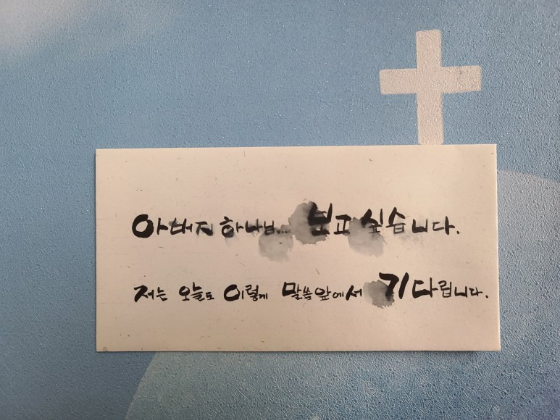 아버지 하나님... 보고 싶습니다.
저는 오늘도 이렇게 말씀 앞에서 기다립니다.